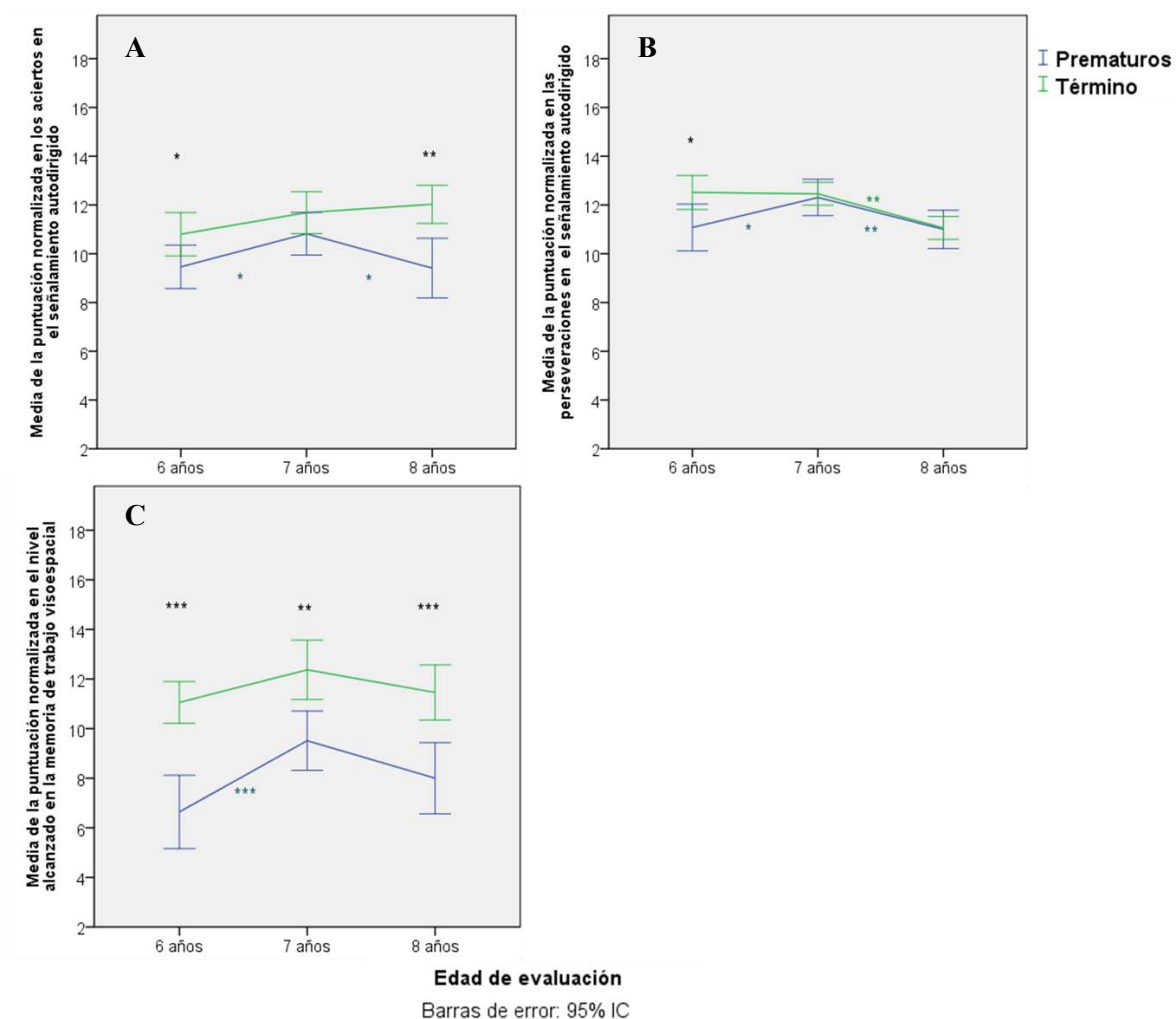 A
Media de la puntuación normalizada en los aciertos en
el señalamiento autodirigido
18
16
14
12
10
8
6
4
2
*
**
*
*
6 años
7 años
8 años
B
Media de la puntuación normalizada en las
perseveraciones en el señalamiento autodirigido
18
16
14
12
10
8
6
4
2
*
**
*
**
6 años
7 años
8 años
Prematuros
Término
C
Media de la puntuación normalizada en el nivel
alcanzado en la memoria de trabajo visoespacial
18
16
14
12
10
8
6
4
2
***
**
***
***
6 años
7 años
8 años
Edad de evaluación
Barras de error: 95% IC